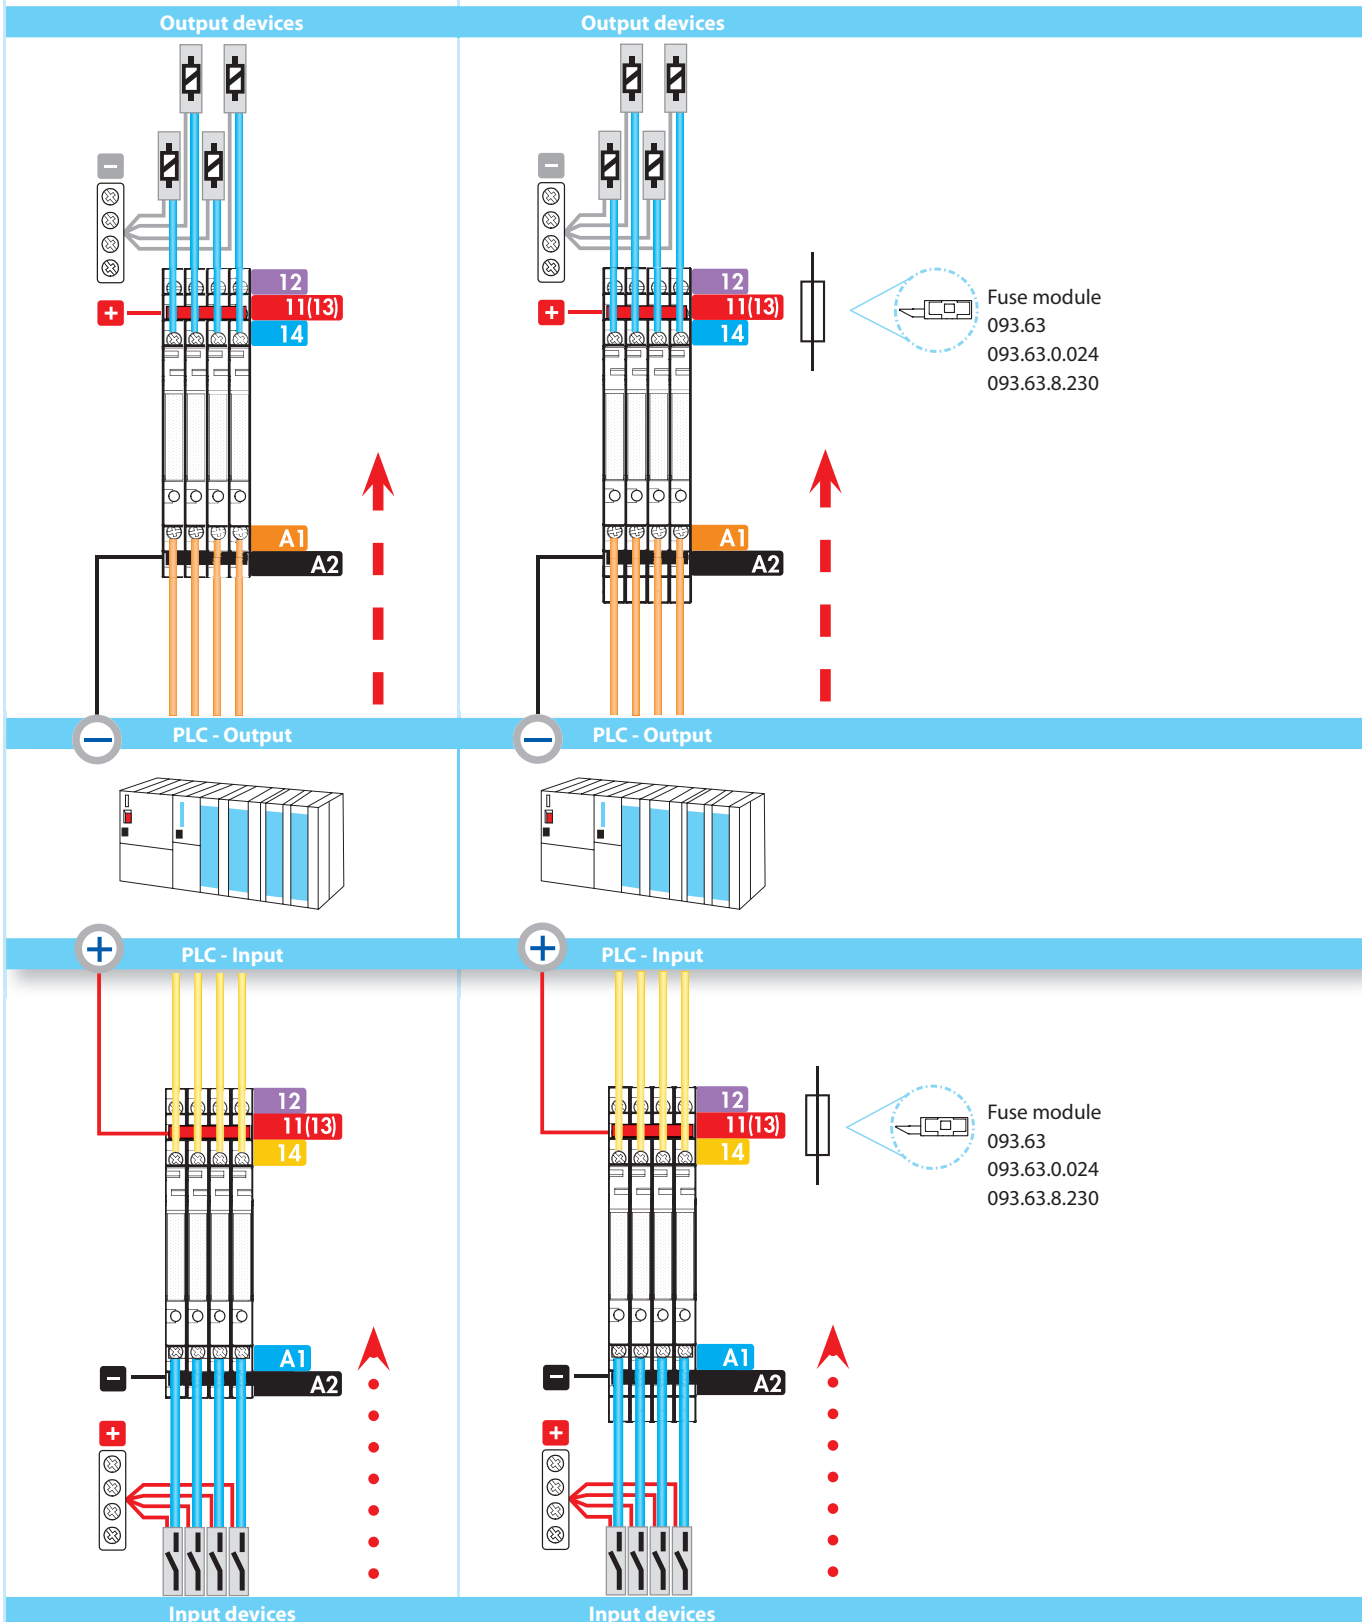 Output devices
Output devices
−
−
12
+
11(13)
14
12
+
11(13)
14
Fuse module
093.63
093.63.0.024
093.63.8.230
A1
A2
A1
A2
−
PLC - Output
−
PLC - Output
+
PLC - Input
+
PLC - Input
12
11(13)
14
12
11(13)
14
Fuse module
093.63
093.63.0.024
093.63.8.230
A1
−
A2
+
A1
−
A2
+
Input devices
Input devices